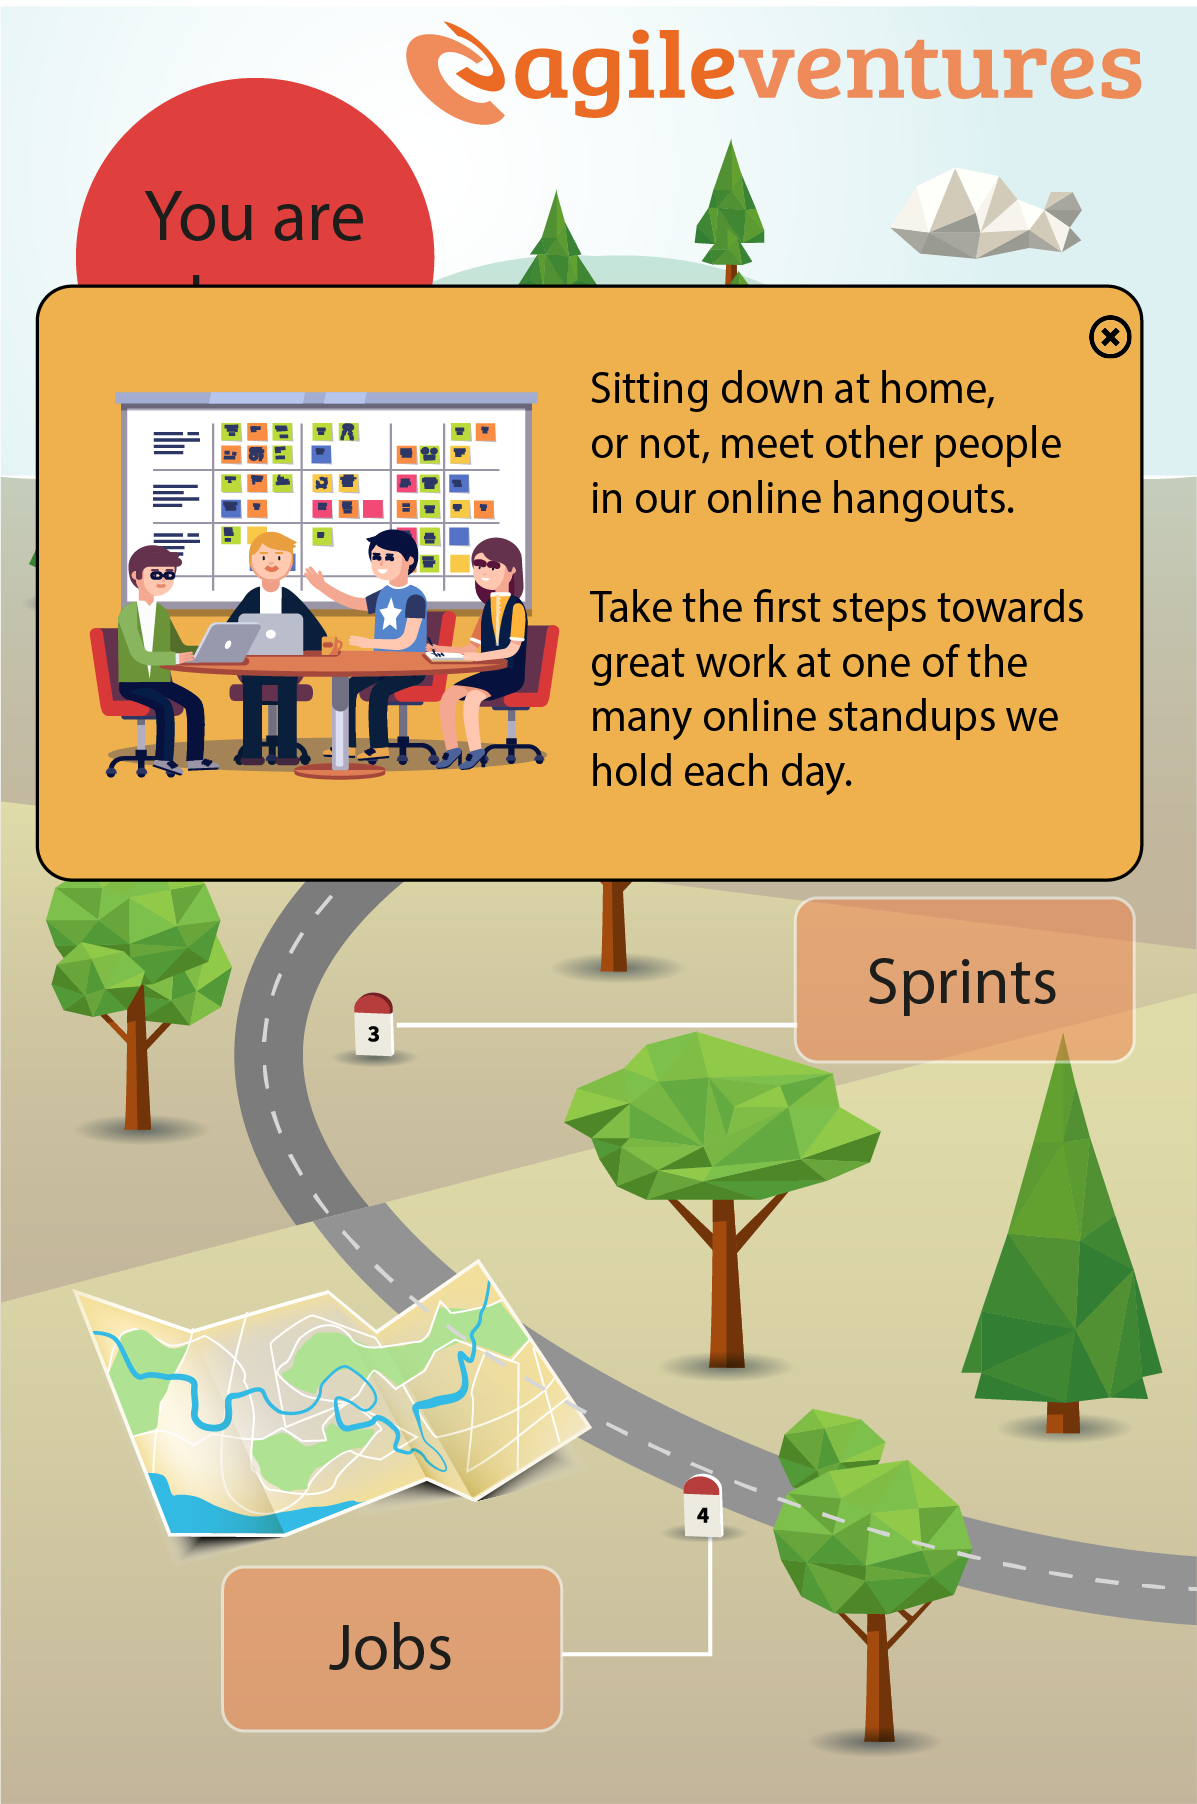 agileventures
You are
Sitting down at home,
or not, meet other people
in our online hangouts.
Take the first steps towards
great work at one of the
many online standups we
hold each day.
Sprints
3
4
Jobs